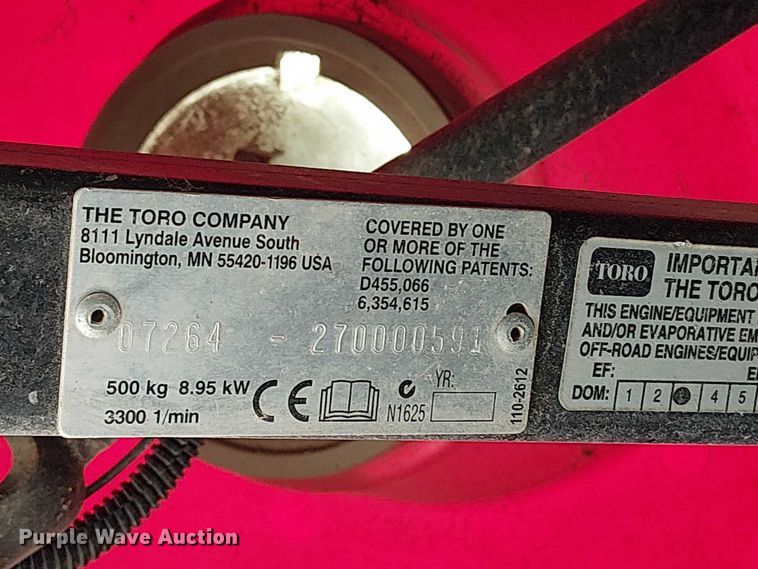 THE TORO COMPANY
8111 Lyndale Avenue South
Bloomington, MN 55420-1196 USA
COVERED BY ONE
OR MORE OF THE
FOLLOWING PATENTS:
D455,066
6,354,615
07264 - 270000591
500 kg 8.95 kW
3300 1/min
CE
N1625
YR:
110-2612
TORO
IMPORTA
THE TORO
THIS ENGINE/EQUIPMENT
AND/OR EVAPORATIVE EM
OFF-ROAD ENGINES/EQUIP
EF: E
DOM: 1 2 4 5
Purple Wave Auction